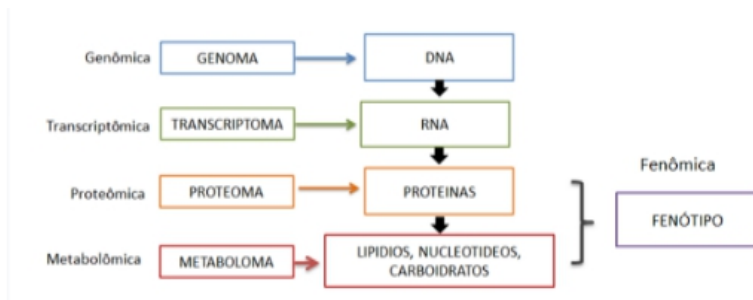 Genômica GENOMA DNA
Transcriptômica TRANSCRIPTOMA RNA
Fenômica
Proteômica PROTEOMA PROTEINAS
FENÓTIPO
Metabolômica METABOLOMA LIPIDIOS, NUCLEOTIDEOS,
CARBOIDRATOS